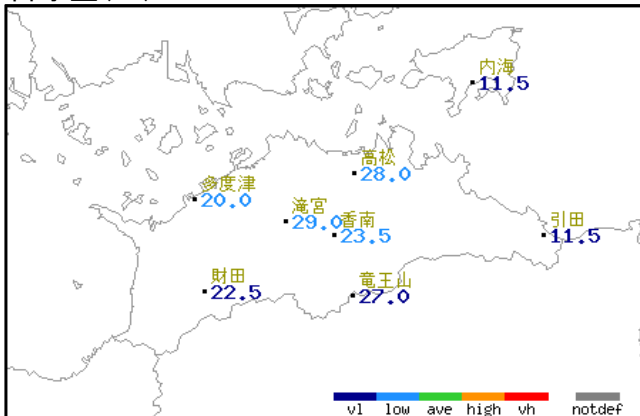 内海
11.5
高松
28.0
多度津
20.0
滝宮
29.0
香南
23.5
引田
11.5
財田
22.5
竜王山
27.0
vl low ave high vh notdef